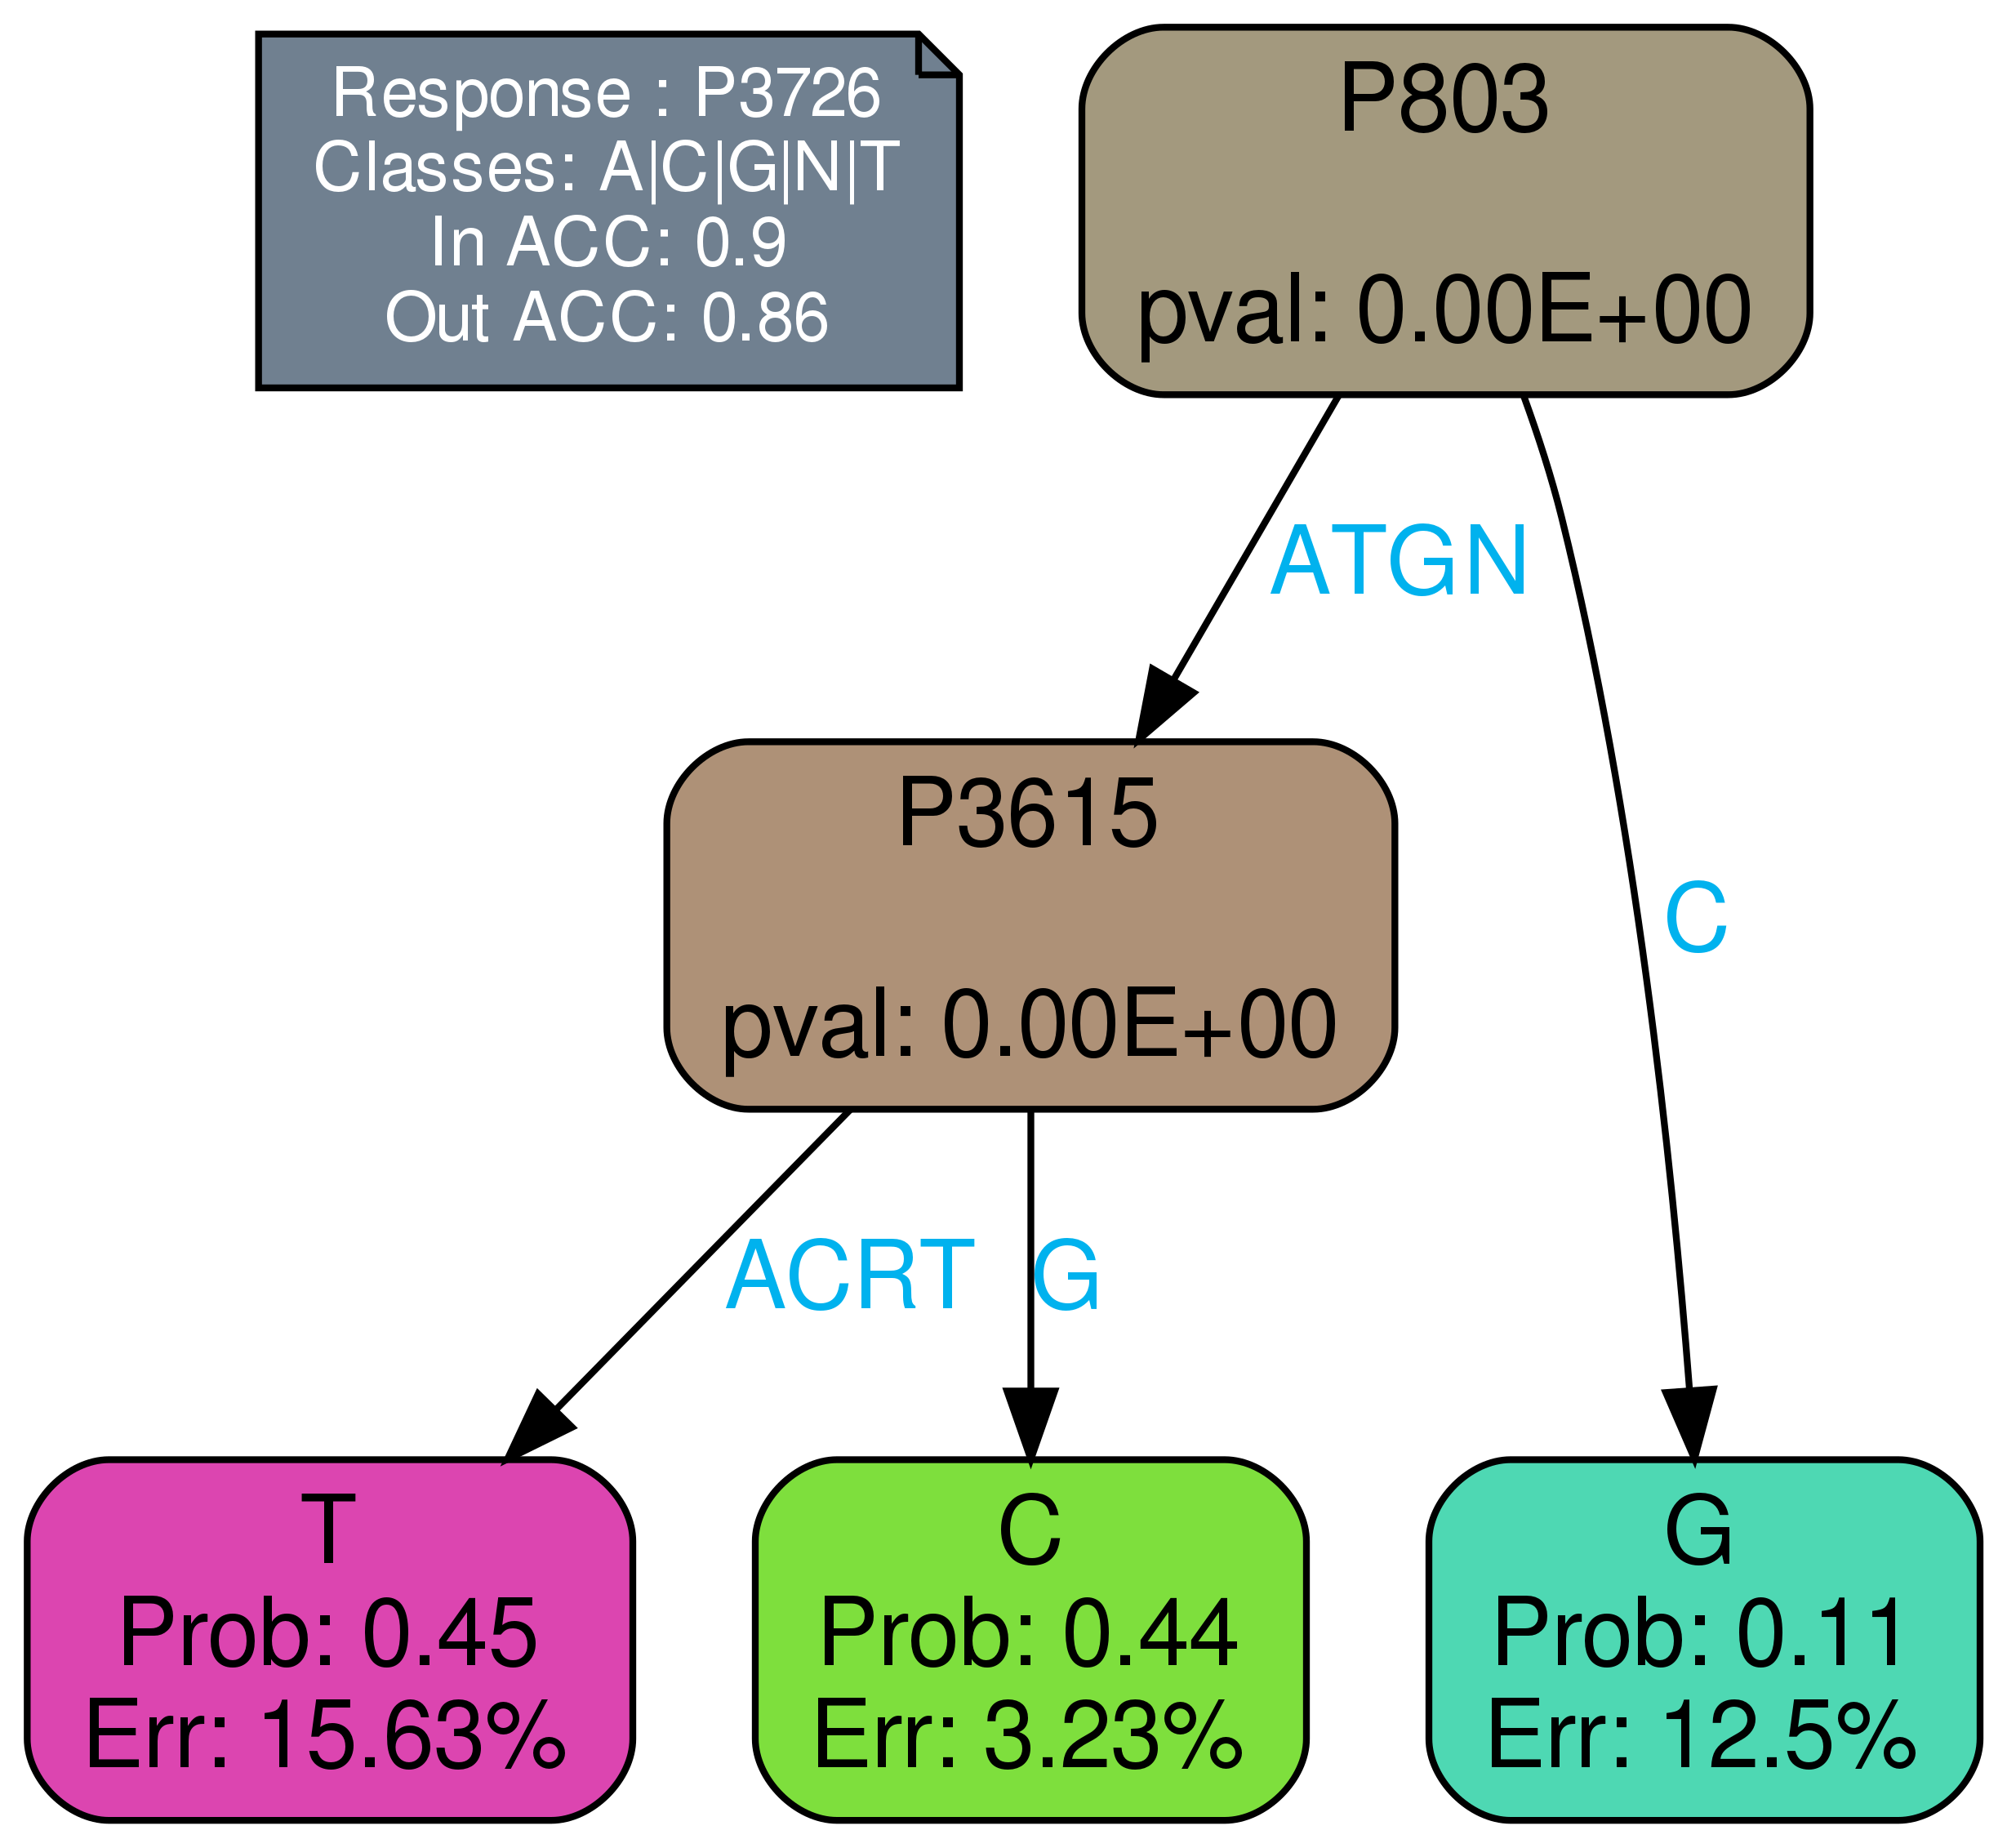 Response : P3726
Classes: A|C|G|N|T
In ACC: 0.9
Out ACC: 0.86
P803
pval: 0.00E+00
ATGN
C
P3615
pval: 0.00E+00
ACRT
G
T
Prob: 0.45
Err: 15.63%
C
Prob: 0.44
Err: 3.23%
G
Prob: 0.11
Err: 12.5%